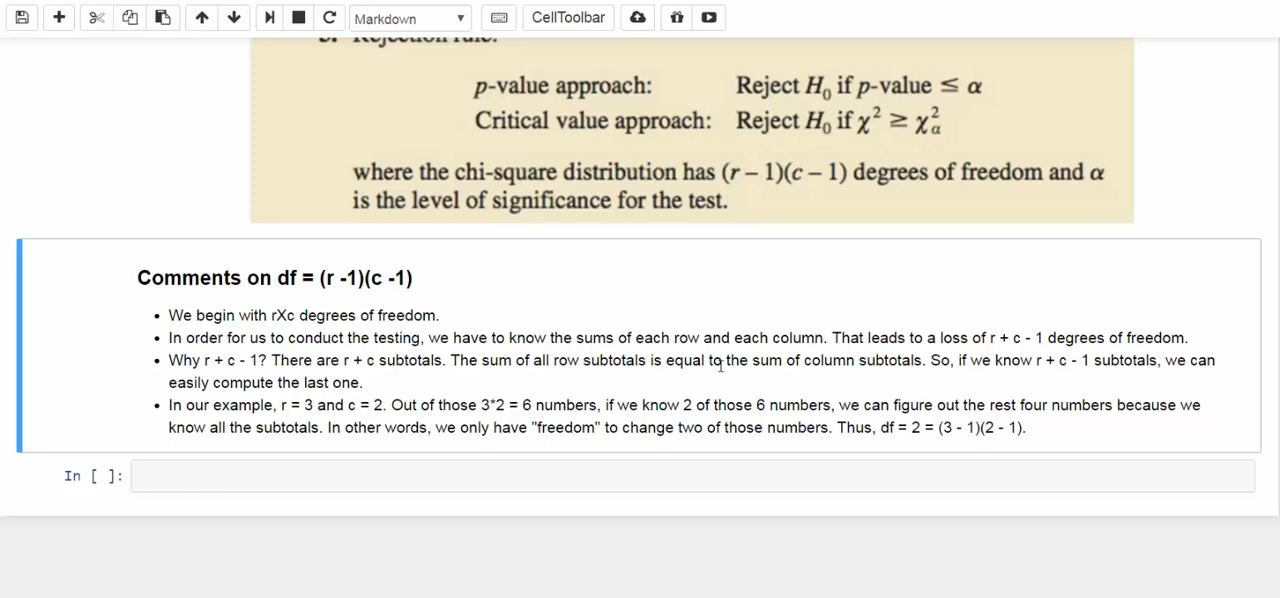 Markdown CellToolbar
3. Rejection rule:
p-value approach: Reject H₀ if p-value ≤ α
Critical value approach: Reject H₀ if χ² ≥ χ²α
where the chi-square distribution has (r – 1)(c – 1) degrees of freedom and α
is the level of significance for the test.
Comments on df = (r -1)(c -1)
• We begin with rXc degrees of freedom.
• In order for us to conduct the testing, we have to know the sums of each row and each column. That leads to a loss of r + c - 1 degrees of freedom.
• Why r + c - 1? There are r + c subtotals. The sum of all row subtotals is equal to the sum of column subtotals. So, if we know r + c - 1 subtotals, we can
easily compute the last one.
• In our example, r = 3 and c = 2. Out of those 3*2 = 6 numbers, if we know 2 of those 6 numbers, we can figure out the rest four numbers because we
know all the subtotals. In other words, we only have "freedom" to change two of those numbers. Thus, df = 2 = (3 - 1)(2 - 1).
In [ ]: